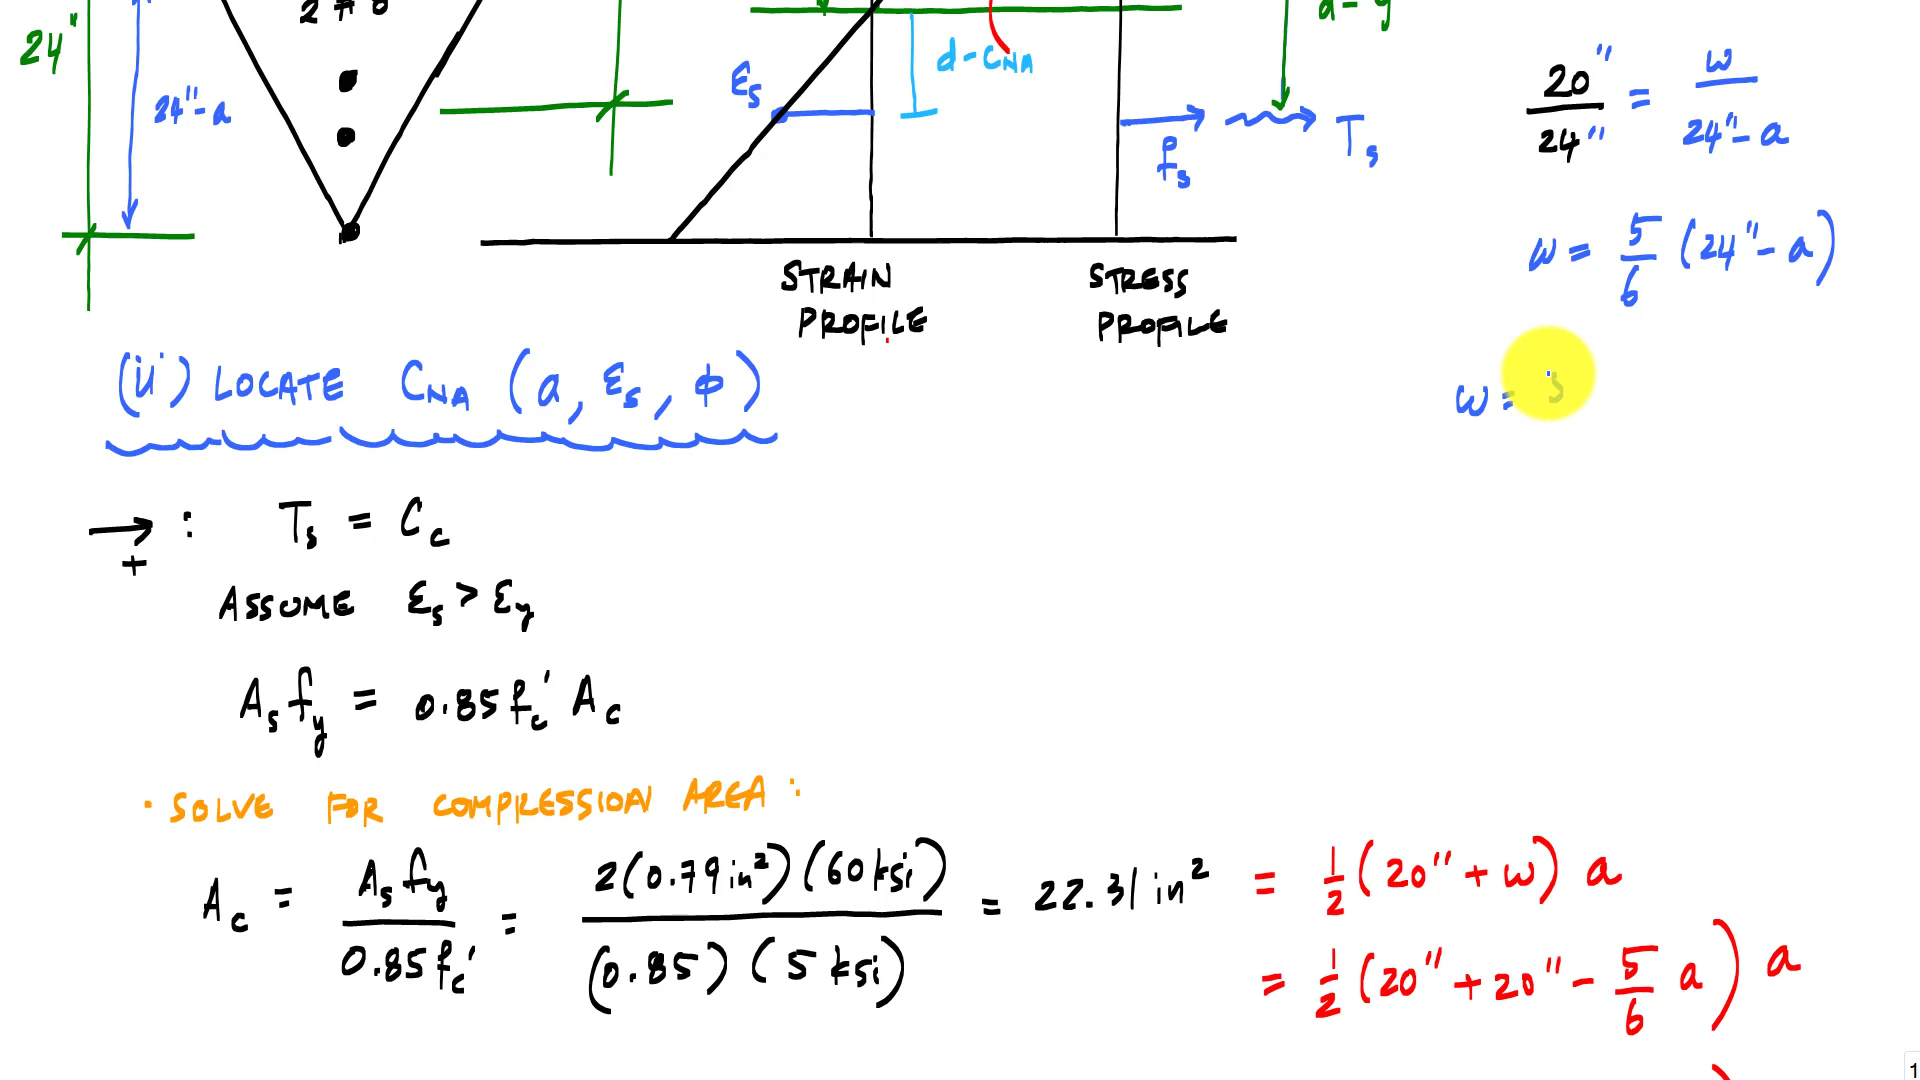 2 # 8
24"
24"- a
εs
d - CNA
d - y
fs
Ts
20" / 24" = w / 24"- a
w = 5/6 (24"- a)
STRAIN PROFILE
STRESS PROFILE
w =
(ii) LOCATE CNA (a, εs, φ)
→+ : Ts = Cc
ASSUME εs > εy
As fy = 0.85 fc' Ac
· SOLVE FOR COMPRESSION AREA :
Ac = As fy / 0.85 fc' = 2(0.79 in²)(60 ksi) / (0.85)(5 ksi) = 22.31 in² = 1/2 (20" + w) a
= 1/2 (20" + 20" - 5/6 a) a
1